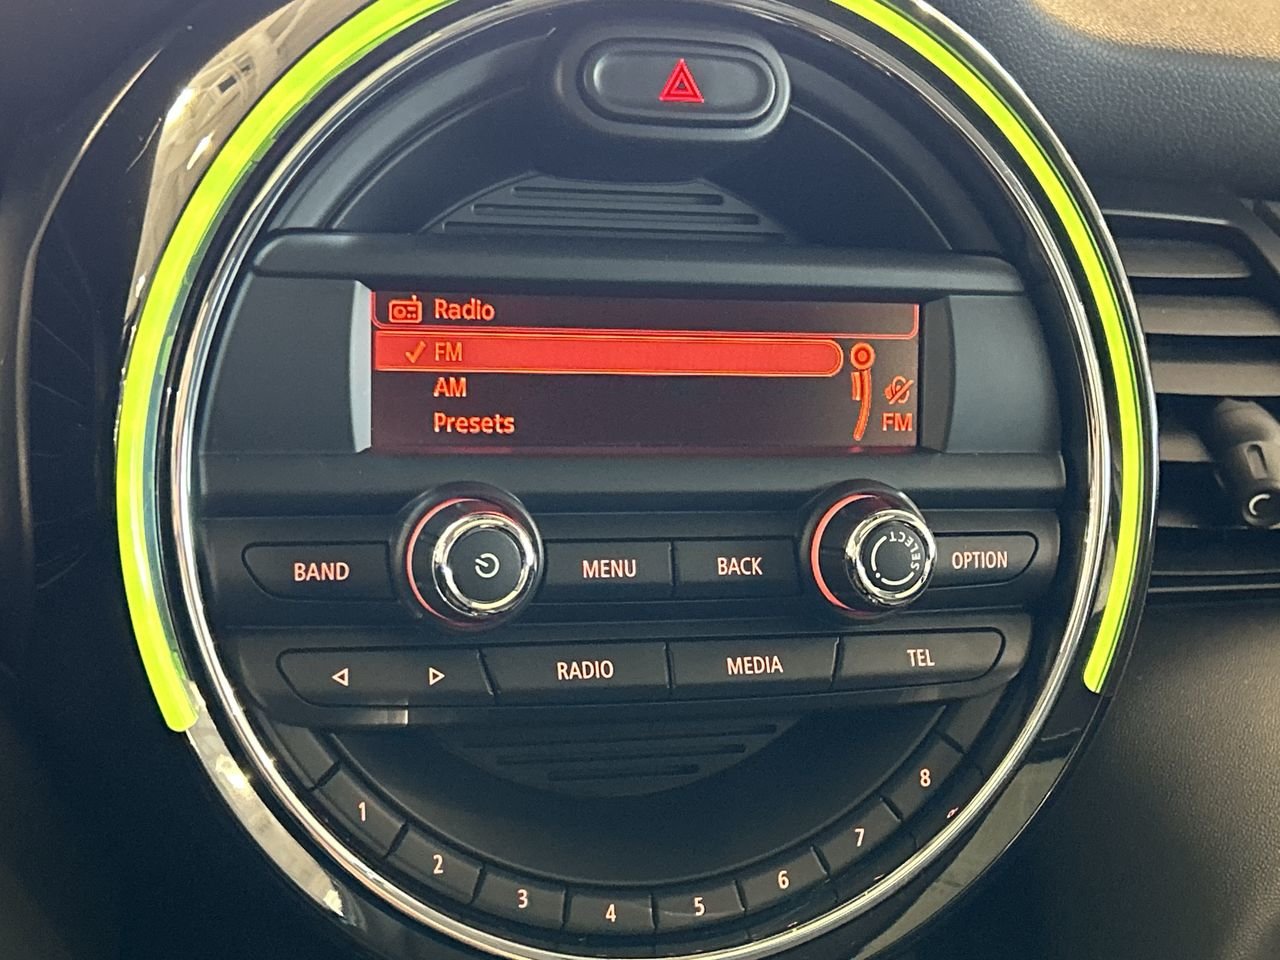 Radio
FM
AM
Presets
FM
BAND
MENU
BACK
SELECT
OPTION
RADIO
MEDIA
TEL
1
2
3
4
5
6
7
8